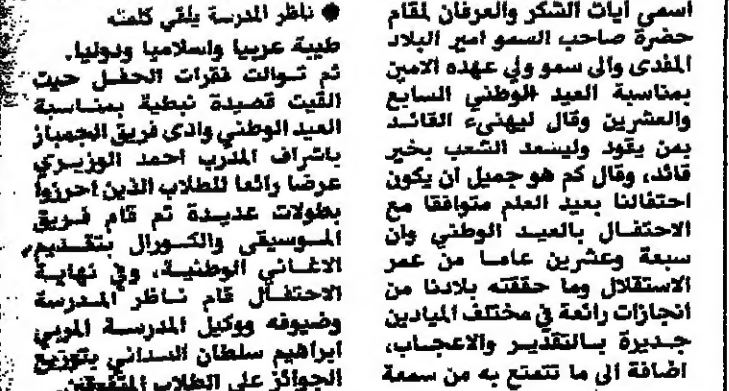 اسمى آيات الشكر والعرفان لمقام
حضرة صاحب السمو امير البلاد
المفدى والى سمو ولي عهده الامين
بمناسبة العيد الوطني السابع
والعشرين وقال ليهنيء القائد
بمن يقود وليسعد الشعب بخير
قائد، وقال كم هو جميل ان يكون
احتفالنا بعيد العلم متوافقا مع
الاحتفال بالعيد الوطني وان
سبعة وعشرين عاما من عمر
الاستقلال وما حققته بلادنا من
انجازات رائعة في مختلف الميادين
جديرة بالتقدير والاعجاب،
اضافة الى ما تتمتع به من سمعة
● ناظر المدرسة يلقي كلمته
طيبة عربيا واسلاميا ودوليا.
ثم توالت فقرات الحفل حيث
القيت قصيدة نبطية بمناسبة
العيد الوطني وادى فريق الجمباز
باشراف المدرب احمد الوزيري
عرضا رائعا للطلاب الذين احرزوا
بطولات عديدة ثم قام فريق
الموسيقى والكورال بتقديم
الاغاني الوطنية، وفي نهاية
الاحتفال قام ناظر المدرسة
وضيوفه ووكيل المدرسة المربي
ابراهيم سلطان السداني بتوزيع
الجوائز على الطلاب المتفوقين.